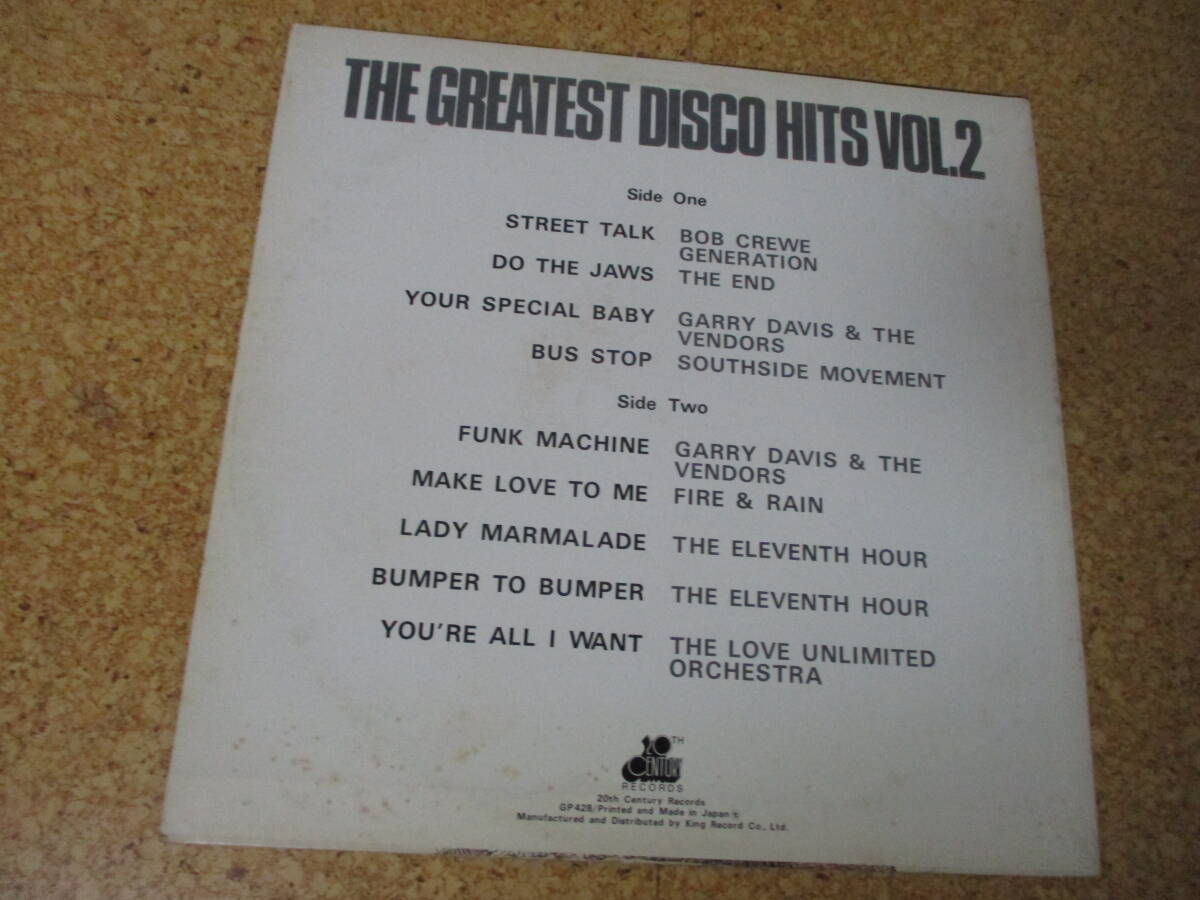 THE GREATEST DISCO HITS VOL.2
Side One
STREET TALK BOB CREWE
GENERATION
DO THE JAWS THE END
YOUR SPECIAL BABY GARRY DAVIS & THE
VENDORS
BUS STOP SOUTHSIDE MOVEMENT
Side Two
FUNK MACHINE GARRY DAVIS & THE
VENDORS
MAKE LOVE TO ME FIRE & RAIN
LADY MARMALADE THE ELEVENTH HOUR
BUMPER TO BUMPER THE ELEVENTH HOUR
YOU'RE ALL I WANT THE LOVE UNLIMITED
ORCHESTRA
20TH
CENTURY
RECORDS
20th Century Records
GP428/Printed and Made in Japan
Manufactured and Distributed by King Record Co., Ltd.